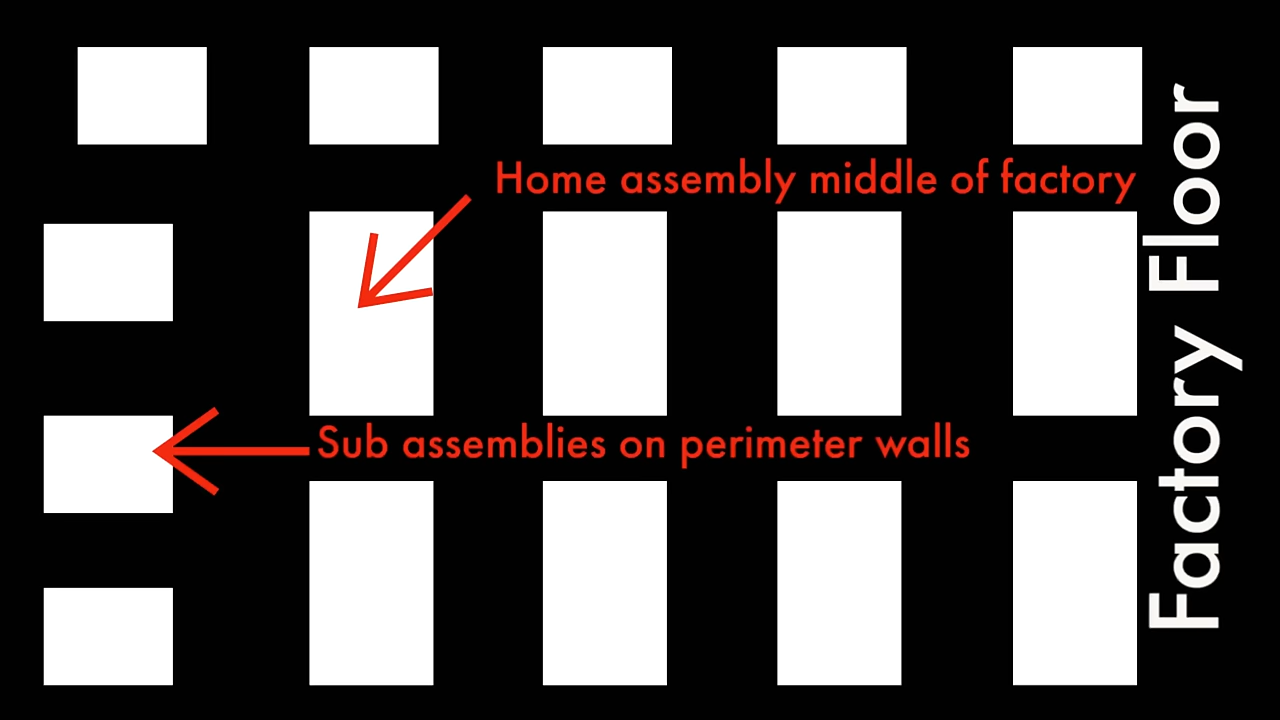 Home assembly middle of factory
Sub assemblies on perimeter walls
Factory Floor